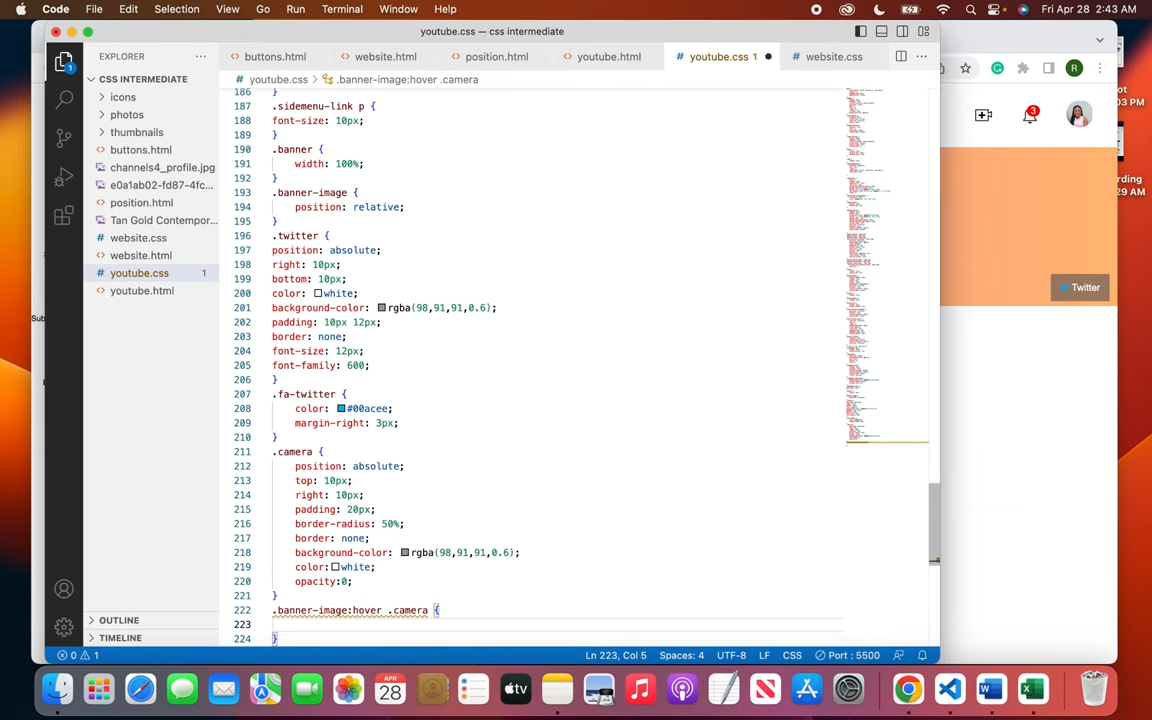 Code File Edit Selection View Go Run Terminal Window Help Fri Apr 28 2:43 AM
youtube.css — css intermediate
EXPLORER ... buttons.html website.html position.html youtube.html youtube.css 1 website.css
CSS INTERMEDIATE youtube.css > .banner-image:hover .camera
icons
photos
thumbnails
buttons.html
channels4_profile.jpg
e0a1ab02-fd87-4fc...
position.html
Tan Gold Contempor...
website.css
website.html
youtube.css 1
youtube.html
OUTLINE
TIMELINE
1
186 }
187 .sidemenu-link p {
188 font-size: 10px;
189 }
190 .banner {
191 width: 100%;
192 }
193 .banner-image {
194 position: relative;
195 }
196 .twitter {
197 position: absolute;
198 right: 10px;
199 bottom: 10px;
200 color: white;
201 background-color: rgba(98,91,91,0.6);
202 padding: 10px 12px;
203 border: none;
204 font-size: 12px;
205 font-family: 600;
206 }
207 .fa-twitter {
208 color: #00acee;
209 margin-right: 3px;
210 }
211 .camera {
212 position: absolute;
213 top: 10px;
214 right: 10px;
215 padding: 20px;
216 border-radius: 50%;
217 border: none;
218 background-color: rgba(98,91,91,0.6);
219 color:white;
220 opacity:0;
221 }
222 .banner-image:hover .camera {
223
224 }
0 1 Ln 223, Col 5 Spaces: 4 UTF-8 LF CSS Port : 5500
R
3
Twitter
ot
03 PM
rding
29 AM
Sub
APR
28
tv
W
X